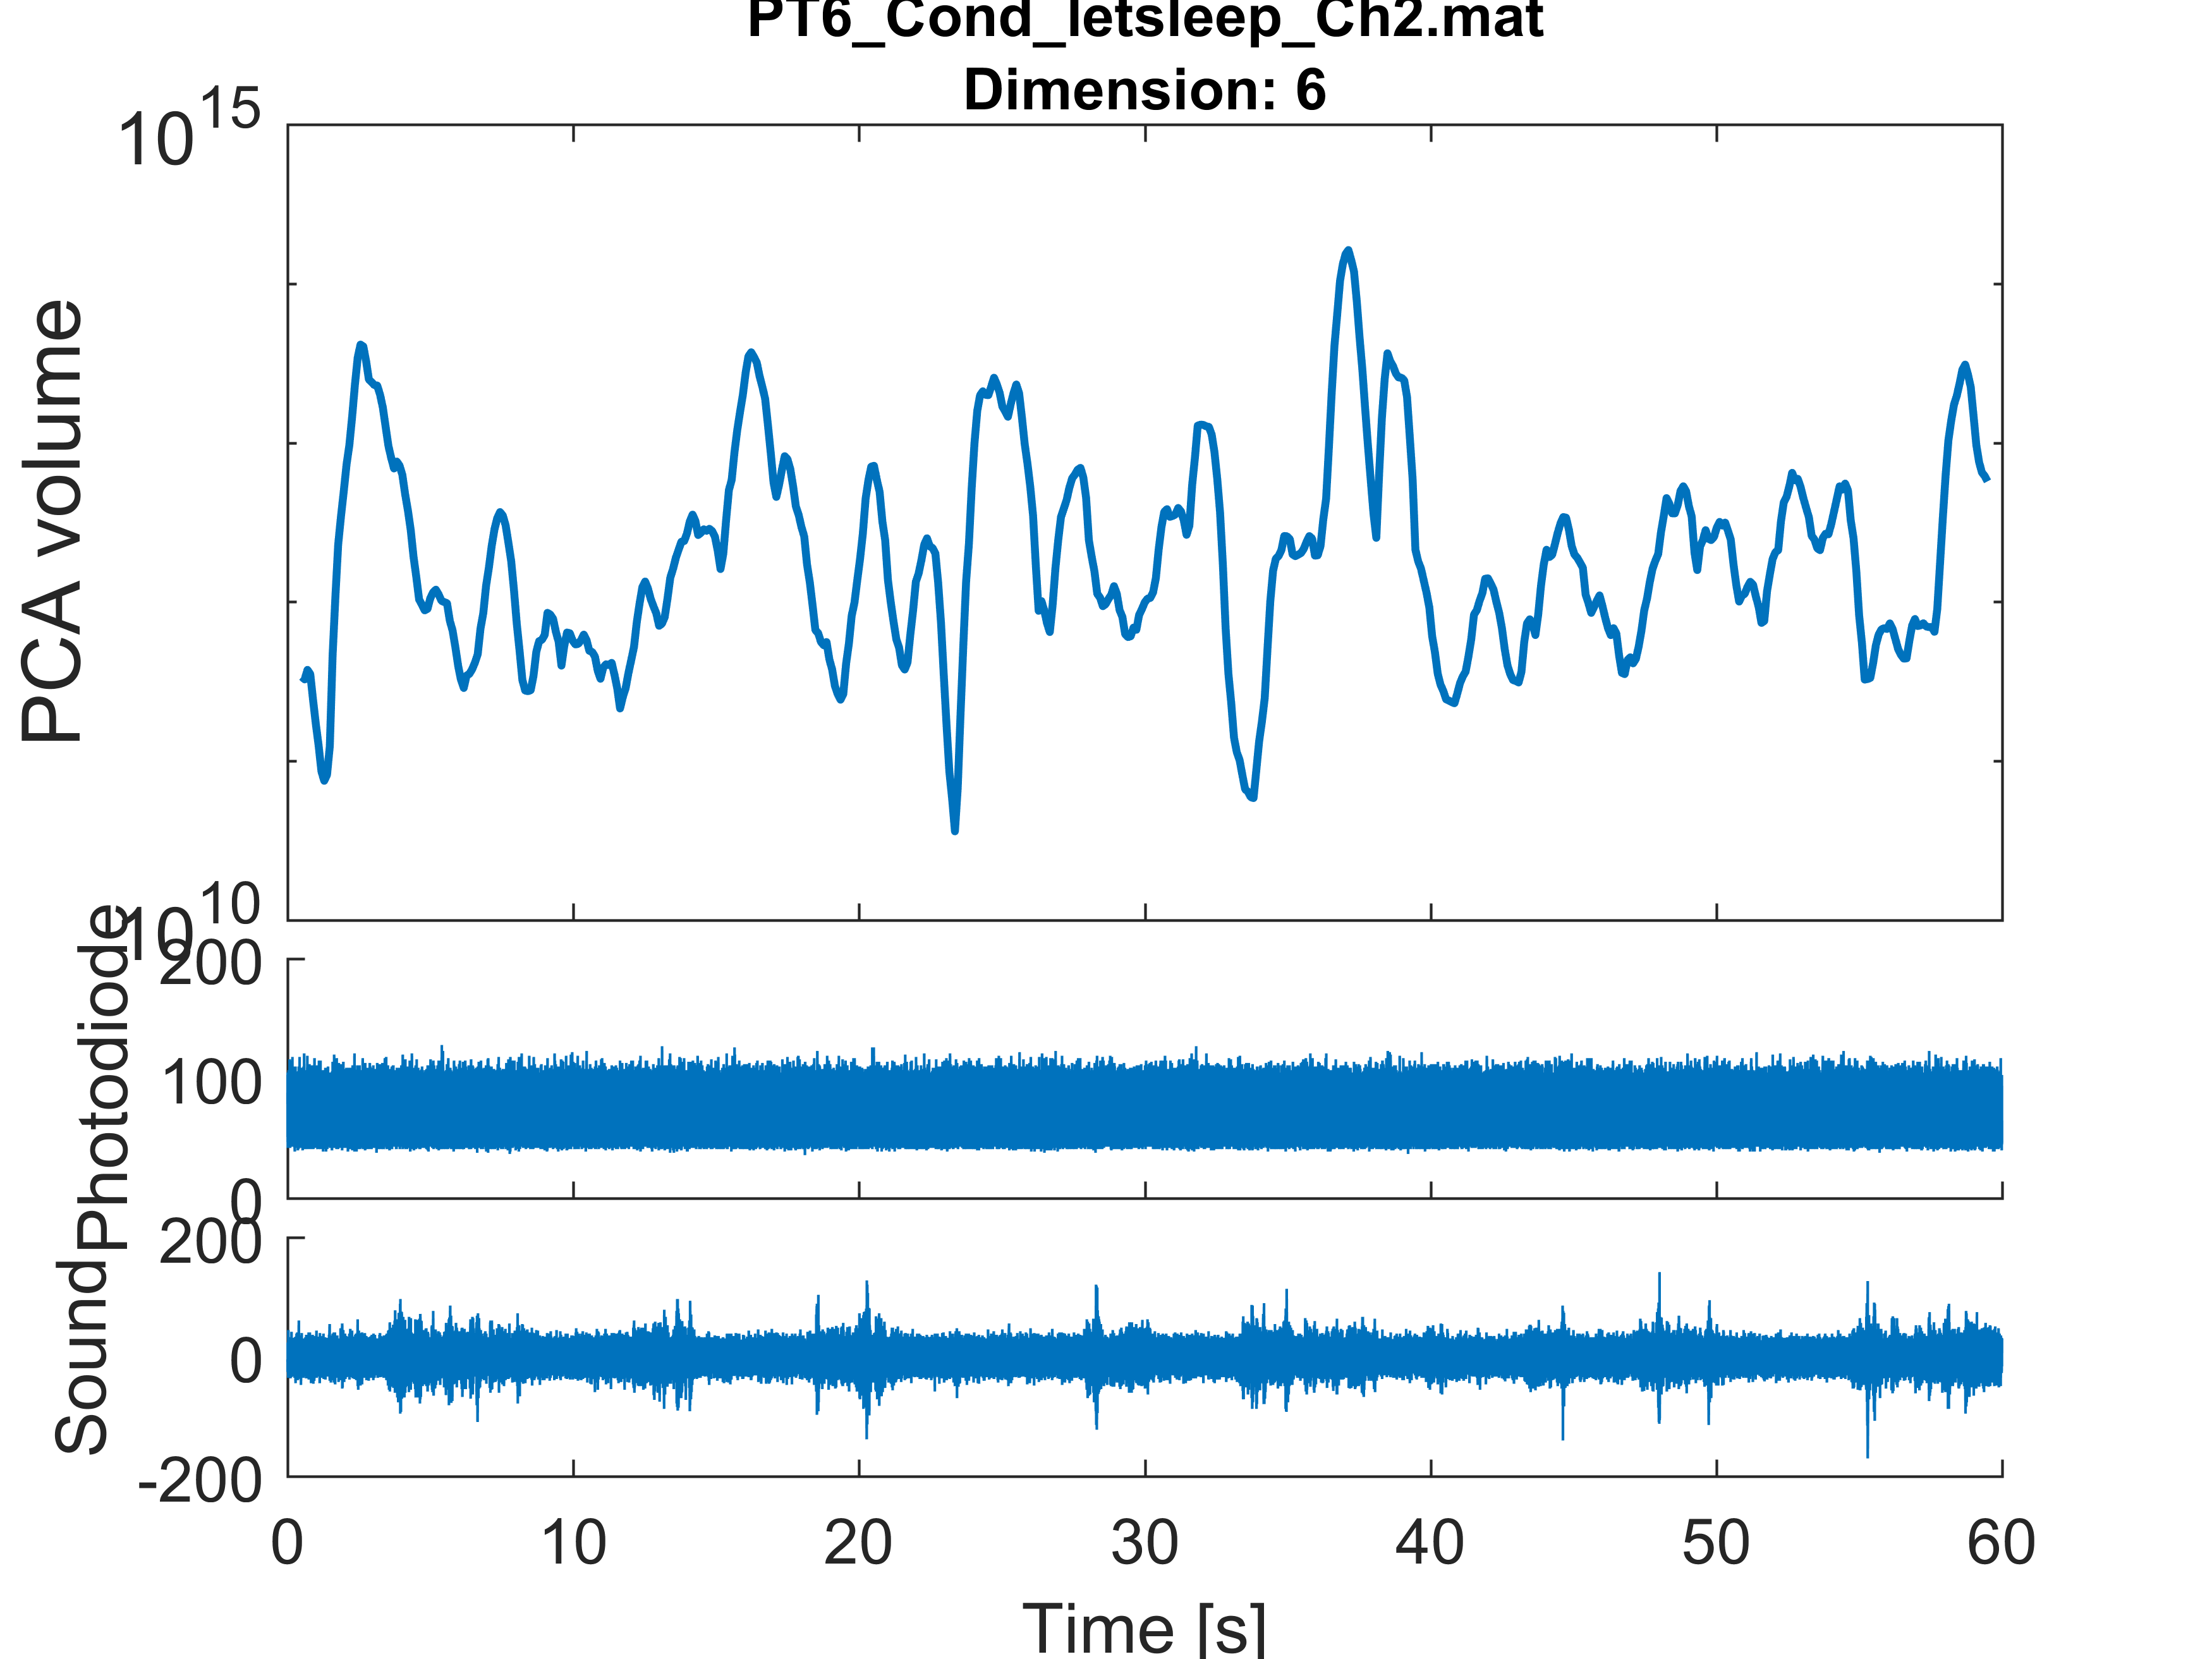 PT6_Cond_letsleep_Ch2.mat
Dimension: 6
10^15
PCA volume
10^10
200
100
0
Photodiode
200
0
-200
Sound
0 10 20 30 40 50 60
Time [s]